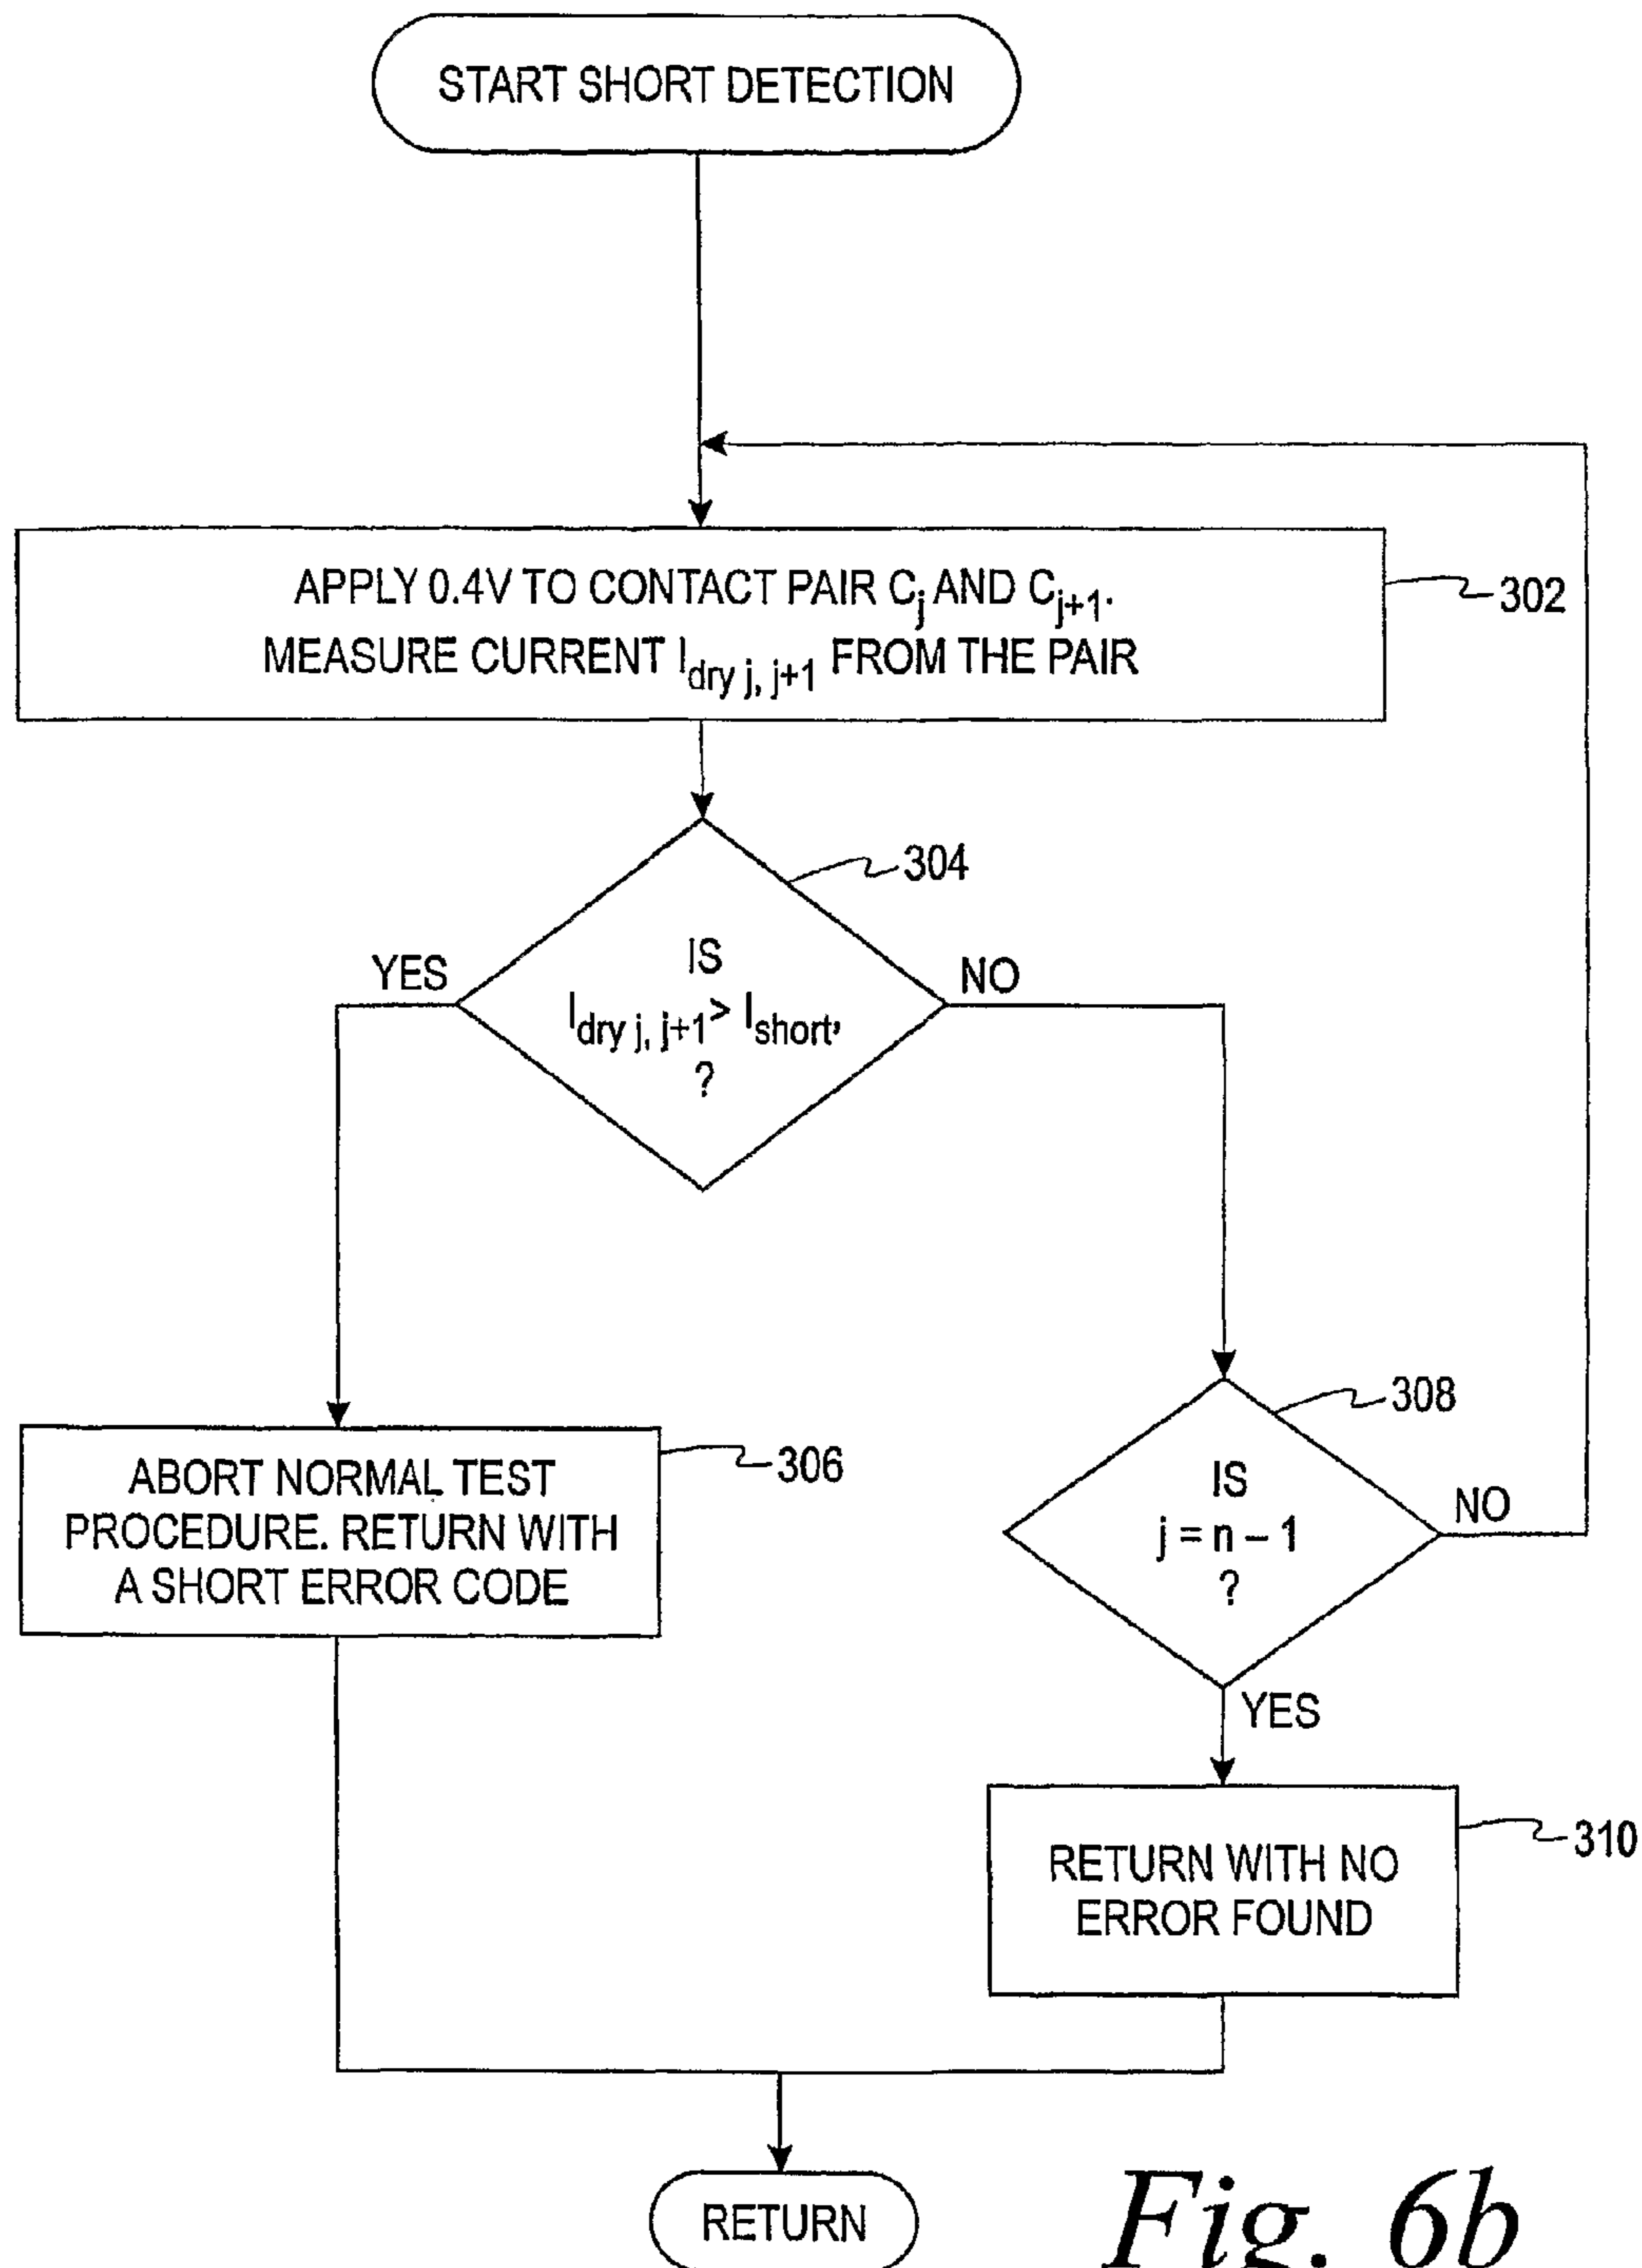 START SHORT DETECTION
APPLY 0.4V TO CONTACT PAIR Cj AND Cj+1.
MEASURE CURRENT Idry j, j+1 FROM THE PAIR
302
304
YES
IS
Idry j, j+1 > Ishort,
?
NO
ABORT NORMAL TEST
PROCEDURE. RETURN WITH
A SHORT ERROR CODE
306
308
IS
j = n – 1
?
NO
YES
RETURN WITH NO
ERROR FOUND
310
RETURN
Fig. 6b